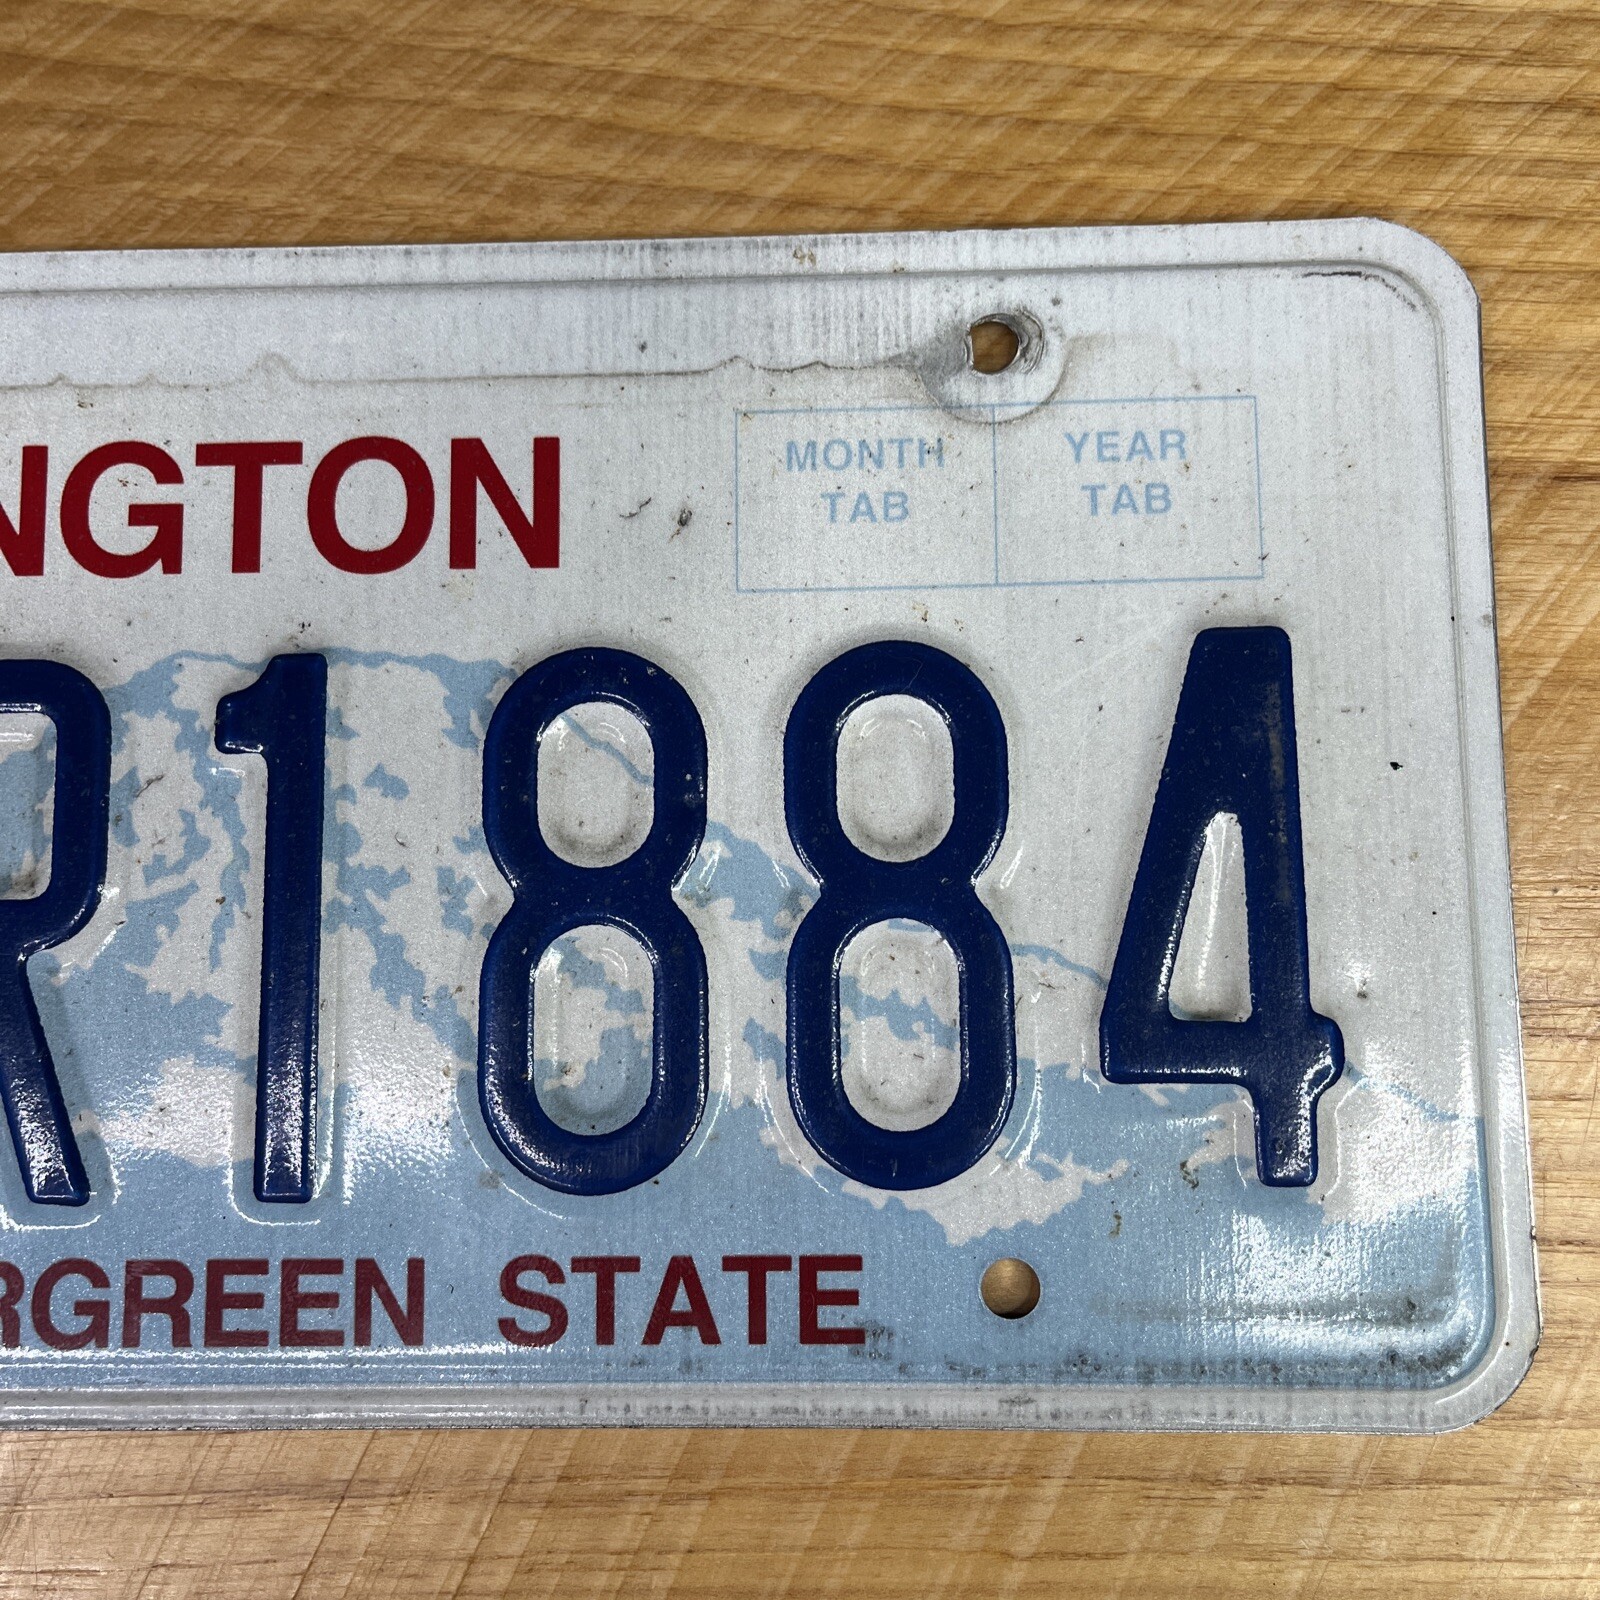 NGTON
MONTH TAB
YEAR TAB
R1884
RGREEN STATE